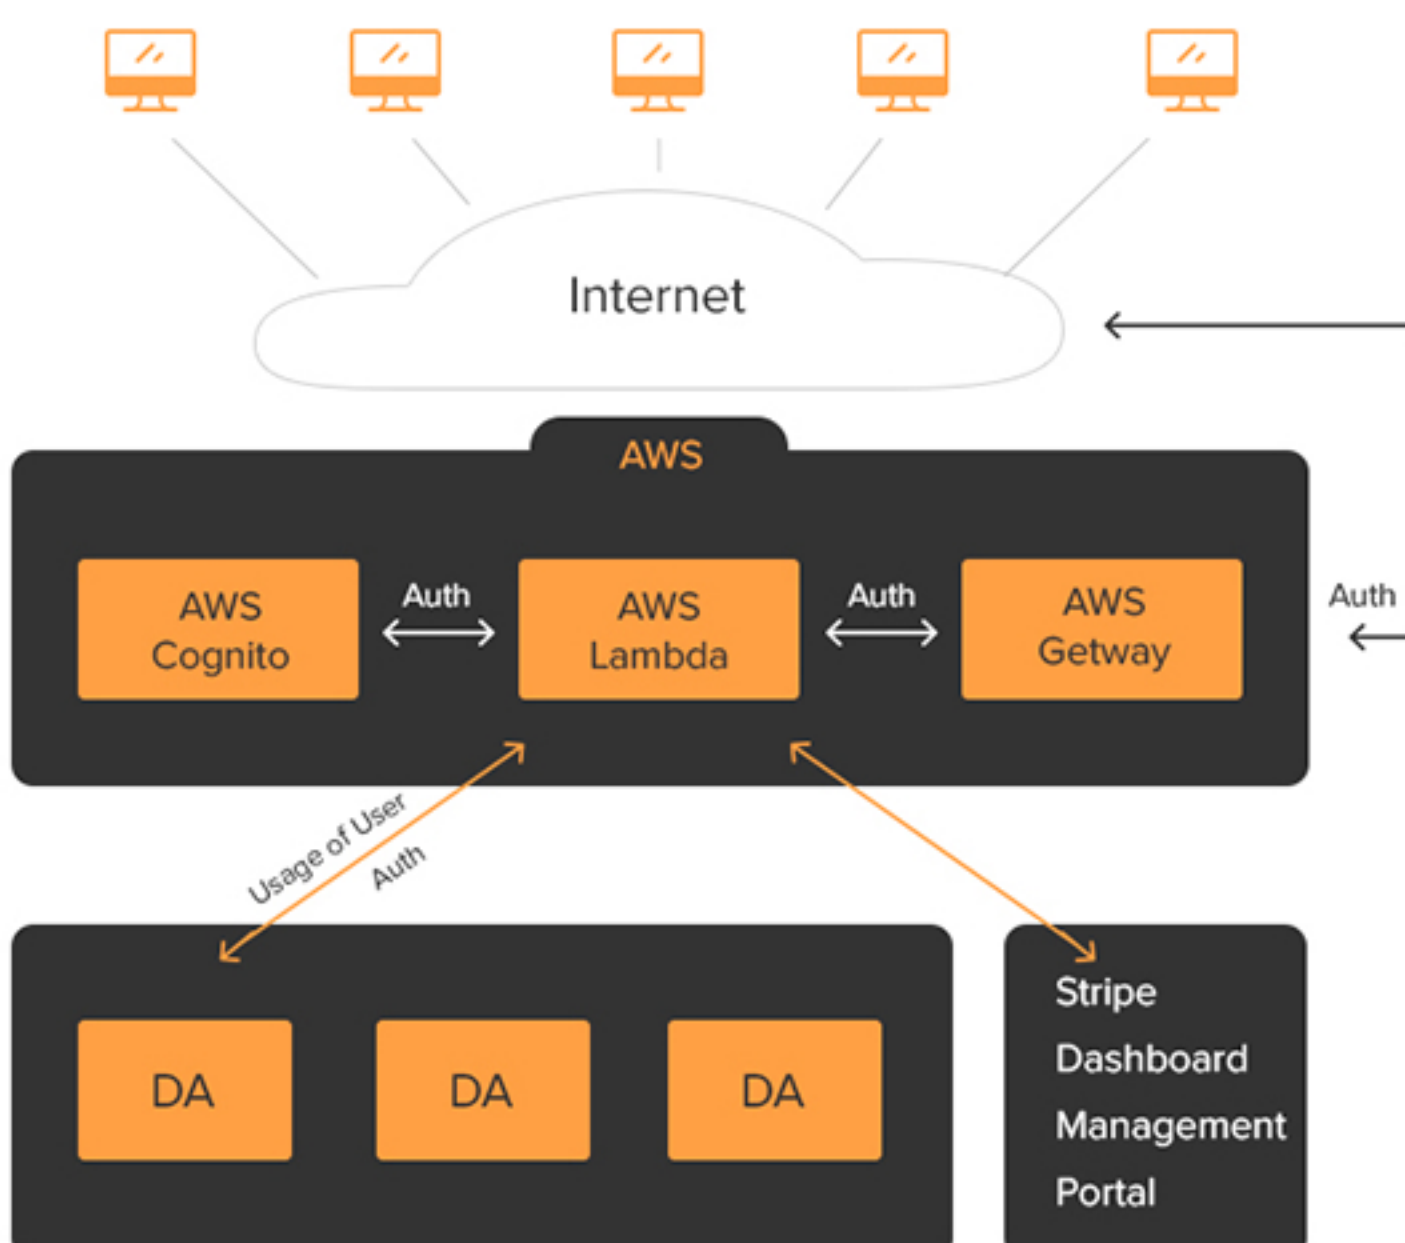 Internet
AWS
AWS
Cognito
Auth
AWS
Lambda
Auth
AWS
Getway
Auth
Usage of User
Auth
DA
DA
DA
Stripe
Dashboard
Management
Portal